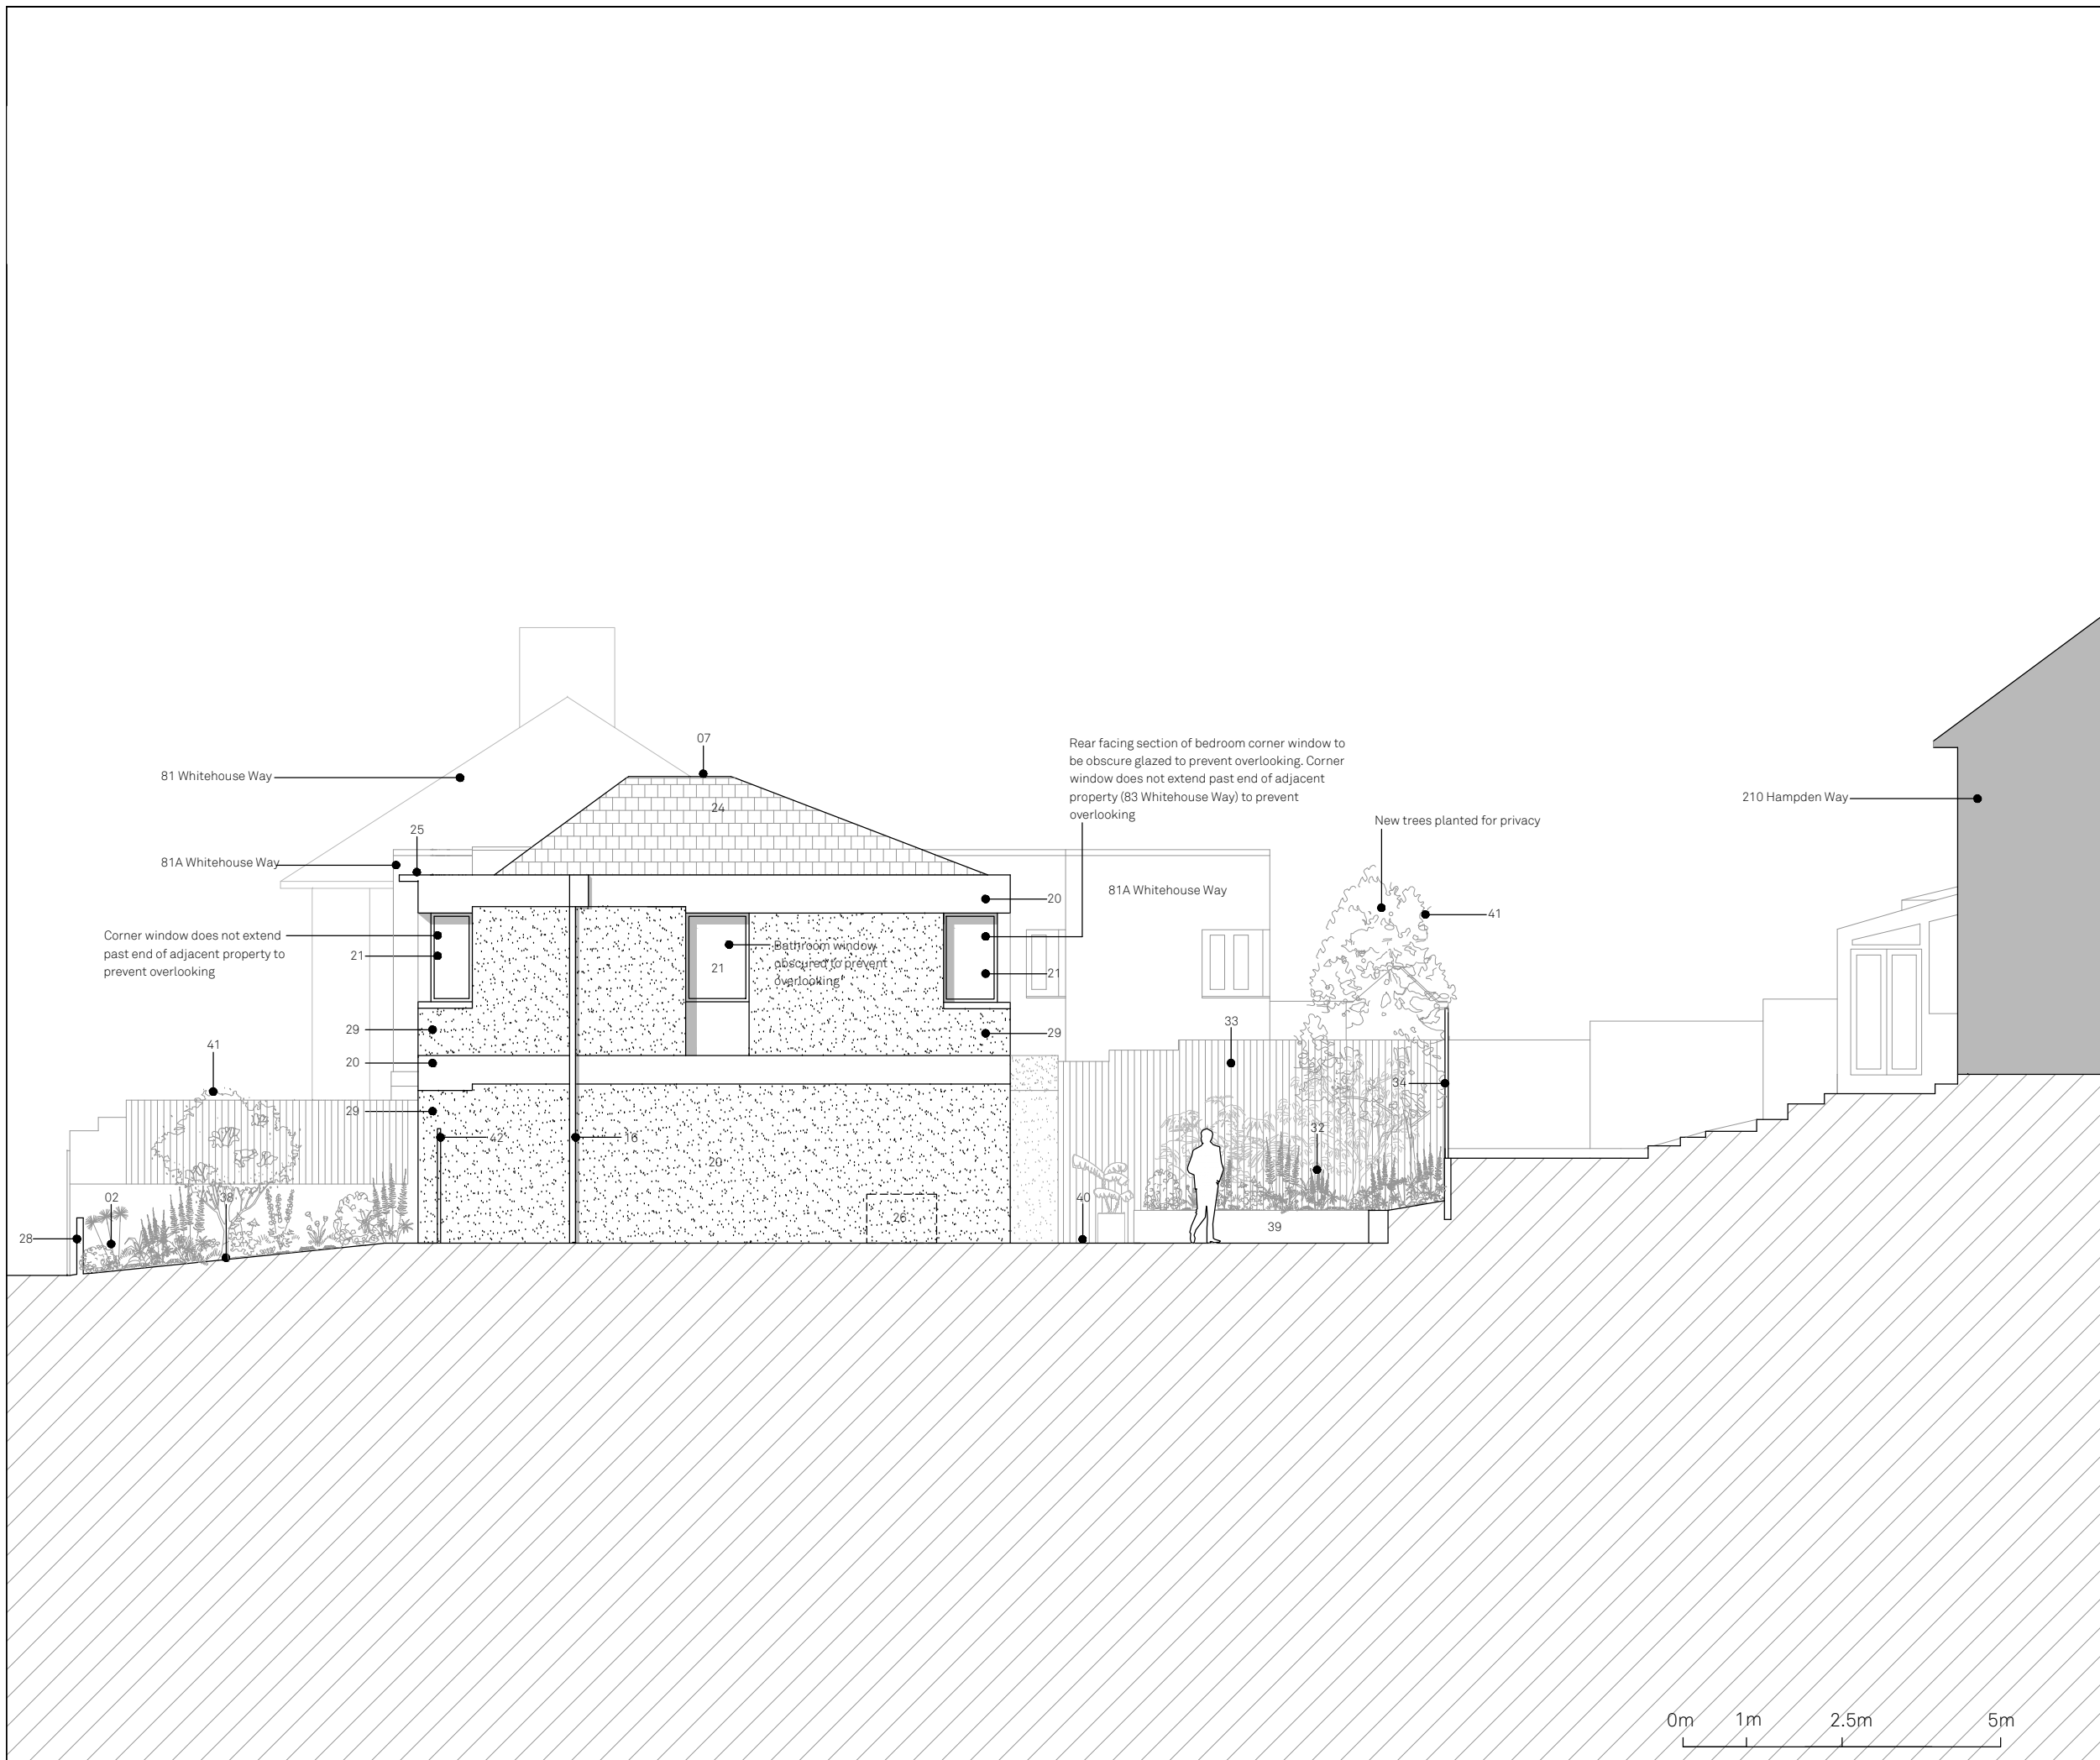 07
Rear facing section of bedroom corner window to
be obscure glazed to prevent overlooking. Corner
window does not extend past end of adjacent
property (83 Whitehouse Way) to prevent
overlooking
81 Whitehouse Way
210 Hampden Way
24
New trees planted for privacy
25
81A Whitehouse Way
81A Whitehouse Way
20
41
Corner window does not extend
past end of adjacent property to
prevent overlooking
21
Bathroom window
obscured to prevent
overlooking
21
21
29
29
33
41
20
34
29
42
16
32
20
02
38
40
26
39
28
0m
1m
2.5m
5m